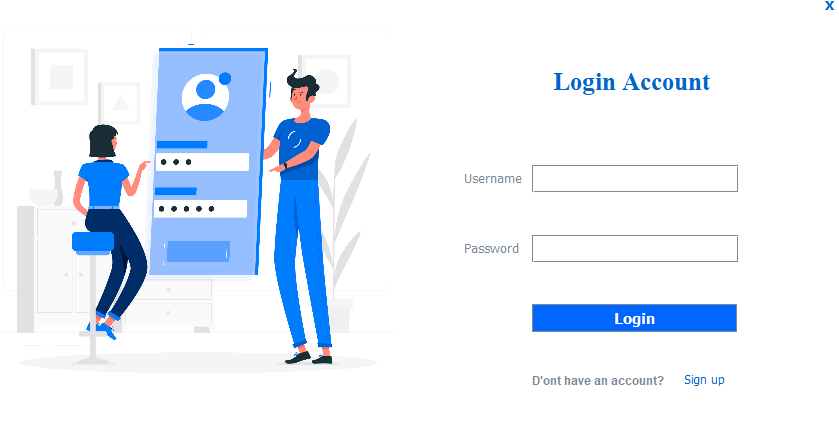 x
Login Account
Username
Password
Login
D'ont have an account? Sign up